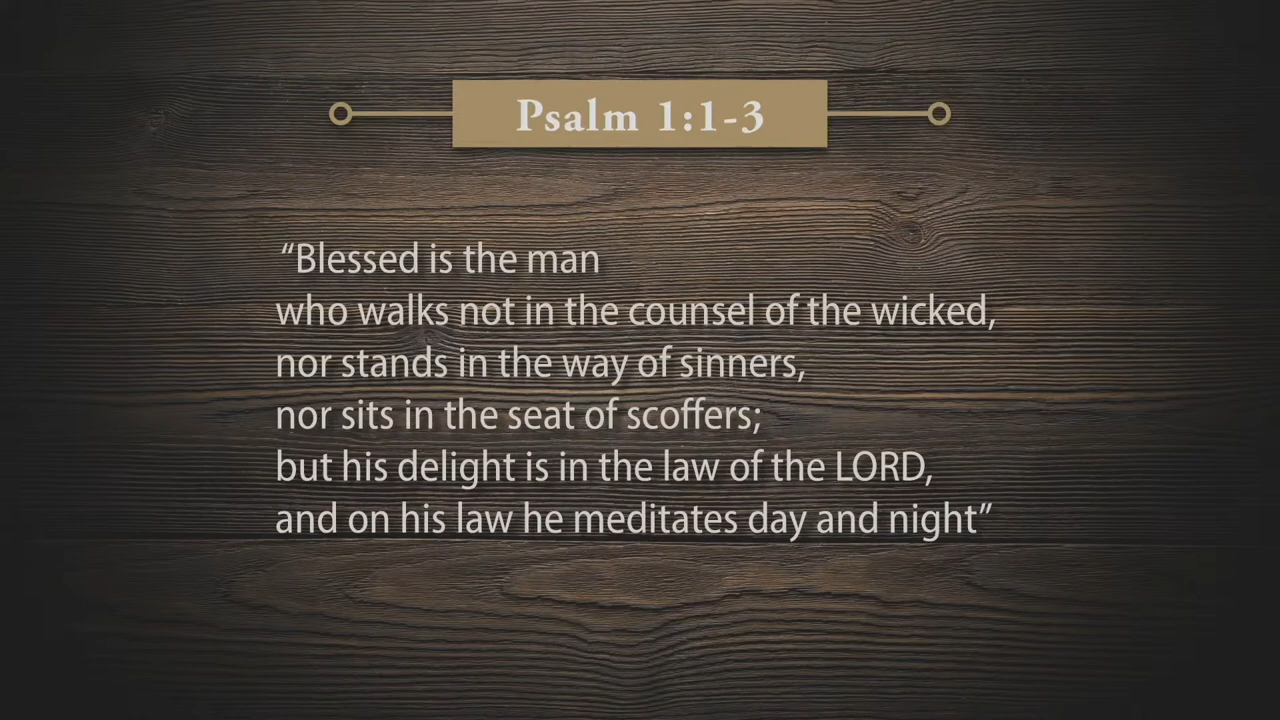 Psalm 1:1-3
“Blessed is the man
who walks not in the counsel of the wicked,
nor stands in the way of sinners,
nor sits in the seat of scoffers;
but his delight is in the law of the LORD,
and on his law he meditates day and night”